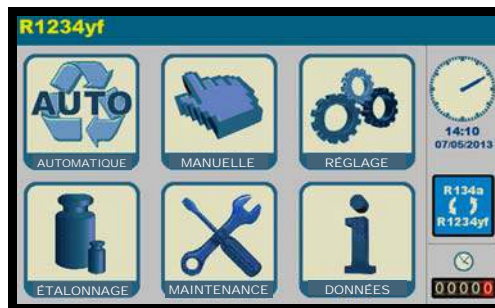 R1234yf
AUTO
AUTOMATIQUE
MANUELLE
RÉGLAGE
14:10
07/05/2013
ÉTALONNAGE
MAINTENANCE
DONNÉES
R134a
R1234yf
00000